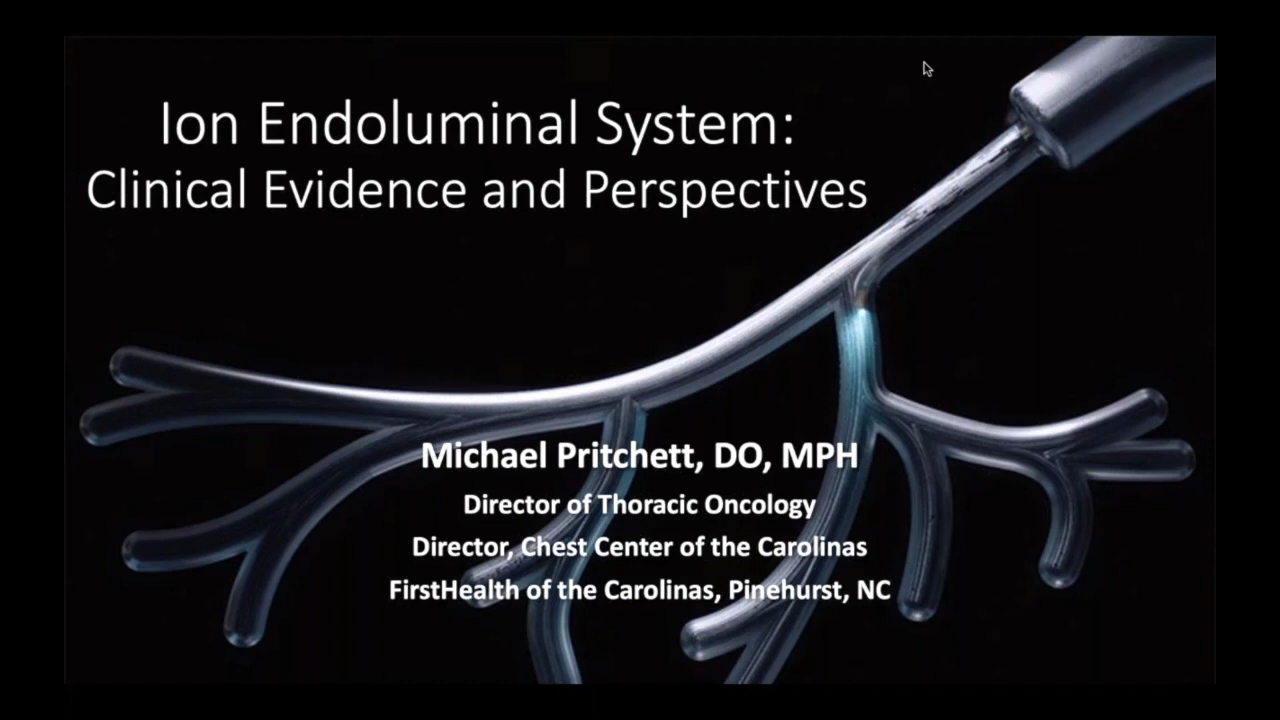 Ion Endoluminal System:
Clinical Evidence and Perspectives
Michael Pritchett, DO, MPH
Director of Thoracic Oncology
Director, Chest Center of the Carolinas
FirstHealth of the Carolinas, Pinehurst, NC